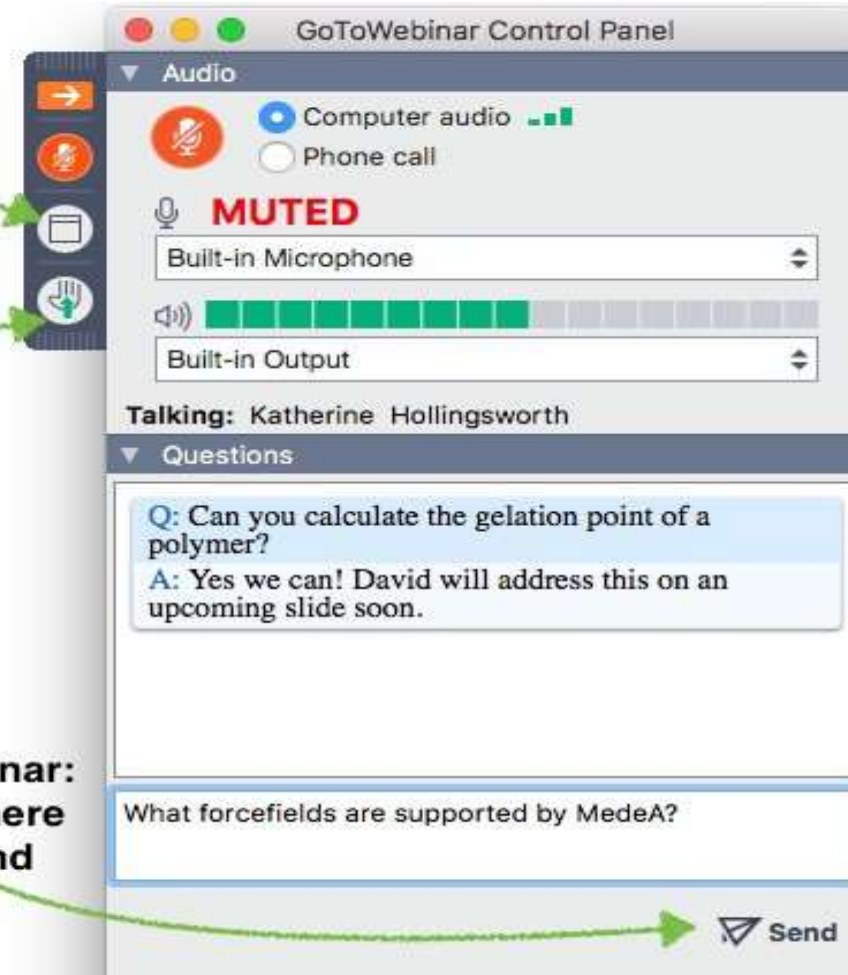 GoToWebinar Control Panel
Audio
Computer audio
Phone call
MUTED
Built-in Microphone
Built-in Output
Talking: Katherine Hollingsworth
Questions
Q: Can you calculate the gelation point of a
polymer?
A: Yes we can! David will address this on an
upcoming slide soon.
nar:
ere
nd
What forcefields are supported by MedeA?
Send